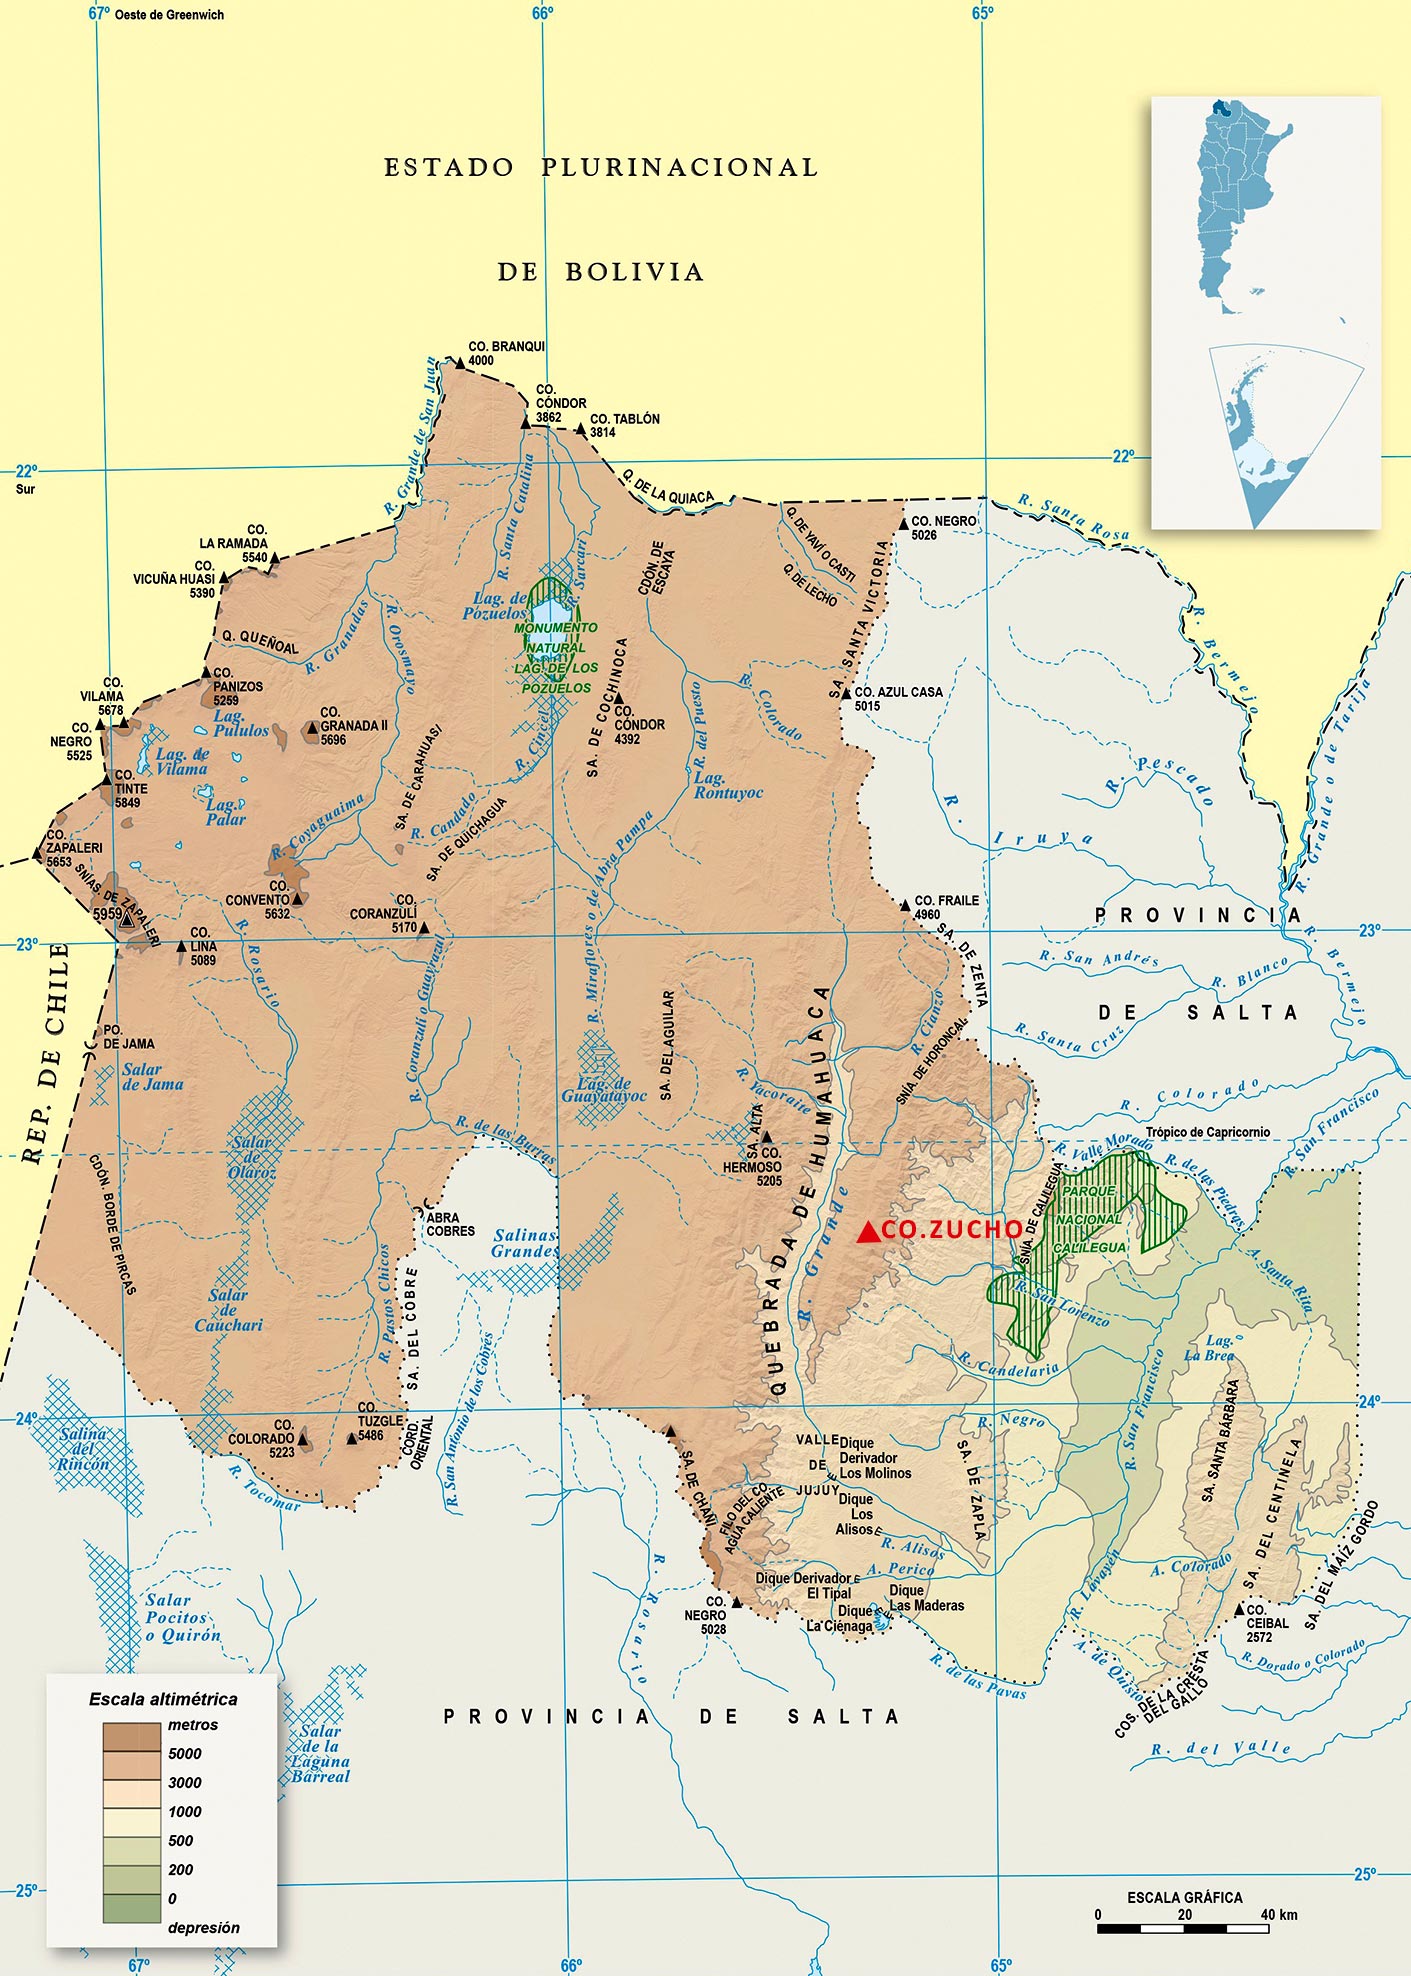 67º Oeste de Greenwich
66º
65º
ESTADO PLURINACIONAL
DE BOLIVIA
CO. BRANQUI
4000
CO.
CÓNDOR
3862
CO. TABLÓN
3814
R. Grande de San Juan
22º
Sur
22º
Q. DE LA QUIACA
R. Santa Catalina
R. Sarcari
CO. NEGRO
5026
R. Santa Rosa
Q. DE YAVÍ O CASTI
Q. DE LECHO
CDÓN. DE
ESCAYA
SA. SANTA VICTORIA
CO.
LA RAMADA
5540
CO.
VICUÑA HUASI
5390
Lag. de
Pozuelos
MONUMENTO
NATURAL
LAG. DE LOS
POZUELOS
Q. QUEÑOAL
R. Granadas
R. Orosmayo
R. Bermejo
R. Grande o de Tarija
CO.
PANIZOS
5259
CO.
VILAMA
5678
CO.
NEGRO
5525
Lag.
Pululos
CO.
GRANADA II
5696
Lag. de
Vilama
CO.
TINTE
5849
Lag.
Palar
SA. DE COCHINOCA
CO.
CÓNDOR
4392
R. Cincel
R. del Puesto
R. Colorado
CO. AZUL CASA
5015
Lag.
Rontuyoc
SA. DE CARAHUASI
R. Candado
SA. DE QUICHAGUA
R. Coyaguaima
R. Pescado
R. Iruya
CO.
ZAPALERI
5653
SNÍAS. DE ZAPALERI
5959
CO.
CONVENTO
5632
CO.
CORANZULÍ
5170
R. Miraflores o de Abra Pampa
CO. FRAILE
4960
PROVINCIA
DE SALTA
23º
23º
CO.
LINA
5089
R. Rosario
R. Coranzulí o Guayrazul
SA. DE ZENTA
R. San Andrés
R. Blanco
R. Bermejo
R. Santa Cruz
REP. DE CHILE
PO.
DE JAMA
Salar
de Jama
SA. DEL AGUILAR
Lag. de
Guayatayoc
R. Cianzo
SNÍA. DE HORONCAL
QUEBRADA DE HUMAHUACA
R. Yacoraite
SA. ALTA
CO.
HERMOSO
5205
R. Colorado
R. San Francisco
Trópico de Capricornio
R. de las Burras
Salar
de
Olaroz
CDÓN. BORDE DE PIRCAS
R. Valle Morado
R. de las Piedras
PARQUE
NACIONAL
CALILEGUA
SNÍA. DE CALILEGUA
ABRA
COBRES
Salinas
Grandes
R. Grande
CO.ZUCHO
A. Santa Rita
Salar
de
Cauchari
R. Pastos Chicos
SA. DEL COBRE
R. San Antonio de los Cobres
R. San Lorenzo
Lag.
La Brea
R. Candelaria
R. San Francisco
24º
24º
Salina
del
Rincón
CO.
COLORADO
5223
CO.
TUZGLE
5486
CORD.
ORIENTAL
R. Tocomar
R. Negro
VALLE
DE
JUJUY
Dique
Derivador
Los Molinos
Dique
Los
Alisos
SA. DE CHAÑI
FILO DEL CO.
AGUA CALIENTE
SA. DE ZAPLA
SA. SANTA BÁRBARA
SA. DEL CENTINELA
SA. DEL MAÍZ GORDO
R. Alisos
A. Perico
Dique Derivador
El Tipal
Dique
Las Maderas
Dique
La Ciénaga
R. Lavayén
A. Colorado
CO.
NEGRO
5028
CO.
CEIBAL
2572
R. Rosario
R. de las Pavas
A. de Quisto
COS. DE LA CRESTA
DEL GALLO
R. Dorado o Colorado
R. del Valle
Salar
Pocitos
o Quirón
Salar
de la
Laguna
Barreal
PROVINCIA DE SALTA
Escala altimétrica
metros
5000
3000
1000
500
200
0
depresión
25º
25º
ESCALA GRÁFICA
0 20 40 km
67º
66º
65º